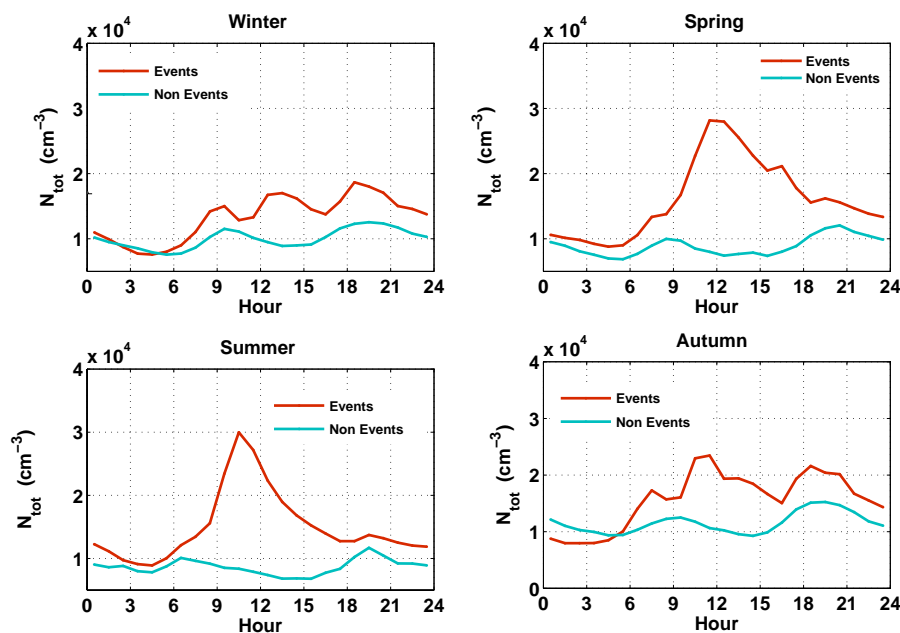 Winter
x 10^4
4
3
2
1
N_tot (cm^−3)
Events
Non Events
0 3 6 9 12 15 18 21 24
Hour
Spring
x 10^4
4
3
2
1
N_tot (cm^−3)
Events
Non Events
0 3 6 9 12 15 18 21 24
Hour
Summer
x 10^4
4
3
2
1
N_tot (cm^−3)
Events
Non Events
0 3 6 9 12 15 18 21 24
Hour
Autumn
x 10^4
4
3
2
1
0
N_tot (cm^−3)
Events
Non Events
0 3 6 9 12 15 18 21 24
Hour